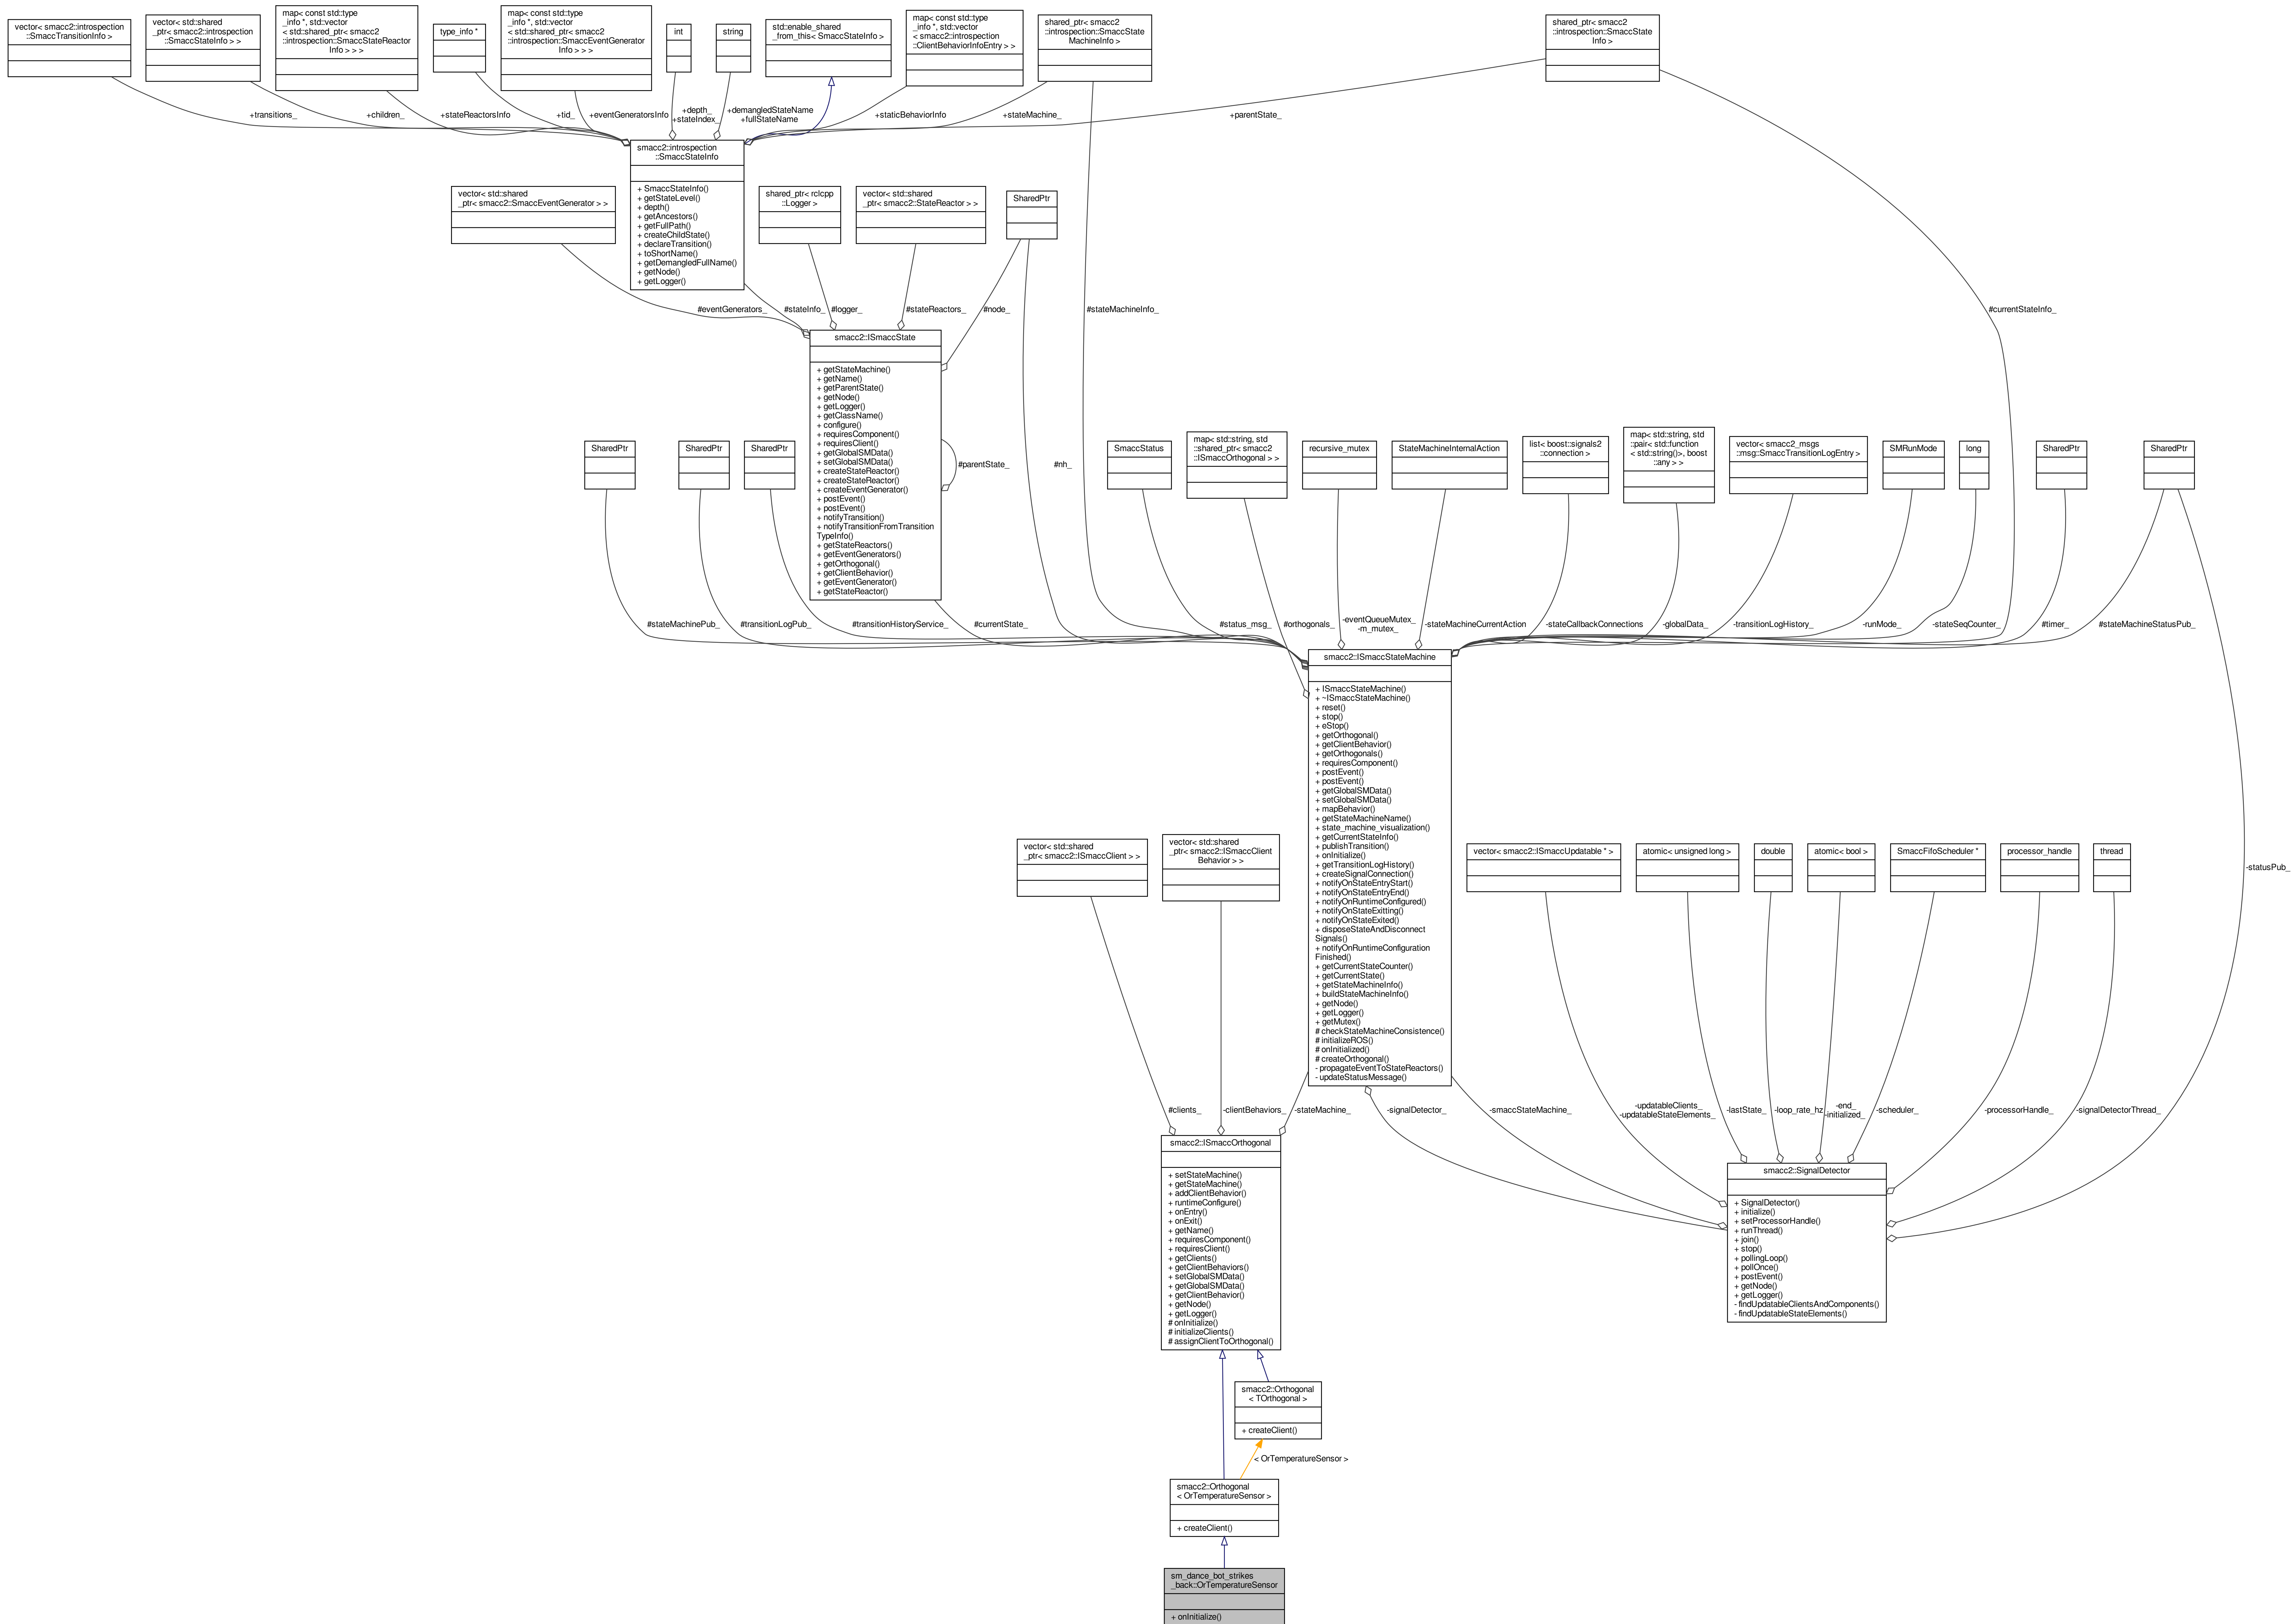 vector< smacc2::introspection
::SmaccTransitionInfo >
vector< std::shared
_ptr< smacc2::introspection
::SmaccStateInfo > >
map< const std::type
_info *, std::vector
< std::shared_ptr< smacc2
::introspection::SmaccStateReactor
Info > > >
type_info *
map< const std::type
_info *, std::vector
< std::shared_ptr< smacc2
::introspection::SmaccEventGenerator
Info > > >
int
string
std::enable_shared
_from_this< SmaccStateInfo >
map< const std::type
_info *, std::vector
< smacc2::introspection
::ClientBehaviorInfoEntry > >
shared_ptr< smacc2
::introspection::SmaccState
MachineInfo >
shared_ptr< smacc2
::introspection::SmaccState
Info >
+transitions_
+children_
+stateReactorsInfo
+tid_
+eventGeneratorsInfo
+depth_
+stateIndex_
+demangledStateName
+fullStateName
+staticBehaviorInfo
+stateMachine_
+parentState_
smacc2::introspection
::SmaccStateInfo
+ SmaccStateInfo()
+ getStateLevel()
+ depth()
+ getAncestors()
+ getFullPath()
+ createChildState()
+ declareTransition()
+ toShortName()
+ getDemangledFullName()
+ getNode()
+ getLogger()
vector< std::shared
_ptr< smacc2::SmaccEventGenerator > >
shared_ptr< rclcpp
::Logger >
vector< std::shared
_ptr< smacc2::StateReactor > >
SharedPtr
#eventGenerators_
#stateInfo_
#logger_
#stateReactors_
#node_
#stateMachineInfo_
#currentStateInfo_
smacc2::ISmaccState
+ getStateMachine()
+ getName()
+ getParentState()
+ getNode()
+ getLogger()
+ getClassName()
+ configure()
+ requiresComponent()
+ requiresClient()
+ getGlobalSMData()
+ setGlobalSMData()
+ createStateReactor()
+ createStateReactor()
+ createEventGenerator()
+ postEvent()
+ postEvent()
+ notifyTransition()
+ notifyTransitionFromTransition
TypeInfo()
+ getStateReactors()
+ getEventGenerators()
+ getOrthogonal()
+ getClientBehavior()
+ getEventGenerator()
+ getStateReactor()
#parentState_
#nh_
SharedPtr
SharedPtr
SharedPtr
SmaccStatus
map< std::string, std
::shared_ptr< smacc2
::ISmaccOrthogonal > >
recursive_mutex
StateMachineInternalAction
list< boost::signals2
::connection >
map< std::string, std
::pair< std::function
< std::string()>, boost
::any > >
vector< smacc2_msgs
::msg::SmaccTransitionLogEntry >
SMRunMode
long
SharedPtr
SharedPtr
#stateMachinePub_
#transitionLogPub_
#transitionHistoryService_
#currentState_
#status_msg_
#orthogonals_
-eventQueueMutex_
-m_mutex_
-stateMachineCurrentAction
-stateCallbackConnections
-globalData_
-transitionLogHistory_
-runMode_
-stateSeqCounter_
#timer_
#stateMachineStatusPub_
smacc2::ISmaccStateMachine
+ ISmaccStateMachine()
+ ~ISmaccStateMachine()
+ reset()
+ stop()
+ eStop()
+ getOrthogonal()
+ getClientBehavior()
+ getOrthogonals()
+ requiresComponent()
+ postEvent()
+ postEvent()
+ getGlobalSMData()
+ setGlobalSMData()
+ mapBehavior()
+ getStateMachineName()
+ state_machine_visualization()
+ getCurrentStateInfo()
+ publishTransition()
+ onInitialize()
+ getTransitionLogHistory()
+ createSignalConnection()
+ notifyOnStateEntryStart()
+ notifyOnStateEntryEnd()
+ notifyOnRuntimeConfigured()
+ notifyOnStateExitting()
+ notifyOnStateExited()
+ disposeStateAndDisconnect
Signals()
+ notifyOnRuntimeConfiguration
Finished()
+ getCurrentStateCounter()
+ getCurrentState()
+ getStateMachineInfo()
+ buildStateMachineInfo()
+ getNode()
+ getLogger()
+ getMutex()
# checkStateMachineConsistence()
# initializeROS()
# onInitialized()
# createOrthogonal()
- propagateEventToStateReactors()
- updateStatusMessage()
vector< std::shared
_ptr< smacc2::ISmaccClient > >
vector< std::shared
_ptr< smacc2::ISmaccClient
Behavior > >
vector< smacc2::ISmaccUpdatable * >
atomic< unsigned long >
double
atomic< bool >
SmaccFifoScheduler *
processor_handle
thread
-statusPub_
#clients_
-clientBehaviors_
-stateMachine_
-signalDetector_
-smaccStateMachine_
-updatableClients_
-updatableStateElements_
-lastState_
-loop_rate_hz
-end_
-initialized_
-scheduler_
-processorHandle_
-signalDetectorThread_
smacc2::ISmaccOrthogonal
+ setStateMachine()
+ getStateMachine()
+ addClientBehavior()
+ runtimeConfigure()
+ onEntry()
+ onExit()
+ getName()
+ requiresComponent()
+ requiresClient()
+ getClients()
+ getClientBehaviors()
+ setGlobalSMData()
+ getGlobalSMData()
+ getClientBehavior()
+ getNode()
+ getLogger()
# onInitialize()
# initializeClients()
# assignClientToOrthogonal()
smacc2::SignalDetector
+ SignalDetector()
+ initialize()
+ setProcessorHandle()
+ runThread()
+ join()
+ stop()
+ pollingLoop()
+ pollOnce()
+ postEvent()
+ getNode()
+ getLogger()
- findUpdatableClientsAndComponents()
- findUpdatableStateElements()
smacc2::Orthogonal
< TOrthogonal >
+ createClient()
< OrTemperatureSensor >
smacc2::Orthogonal
< OrTemperatureSensor >
+ createClient()
sm_dance_bot_strikes
_back::OrTemperatureSensor
+ onInitialize()